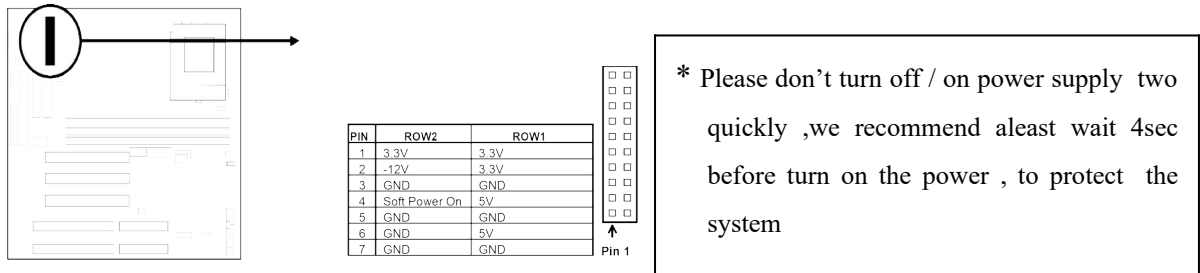 PIN ROW2 ROW1
1 3.3V 3.3V
2 -12V 3.3V
3 GND GND
4 Soft Power On 5V
5 GND GND
6 GND 5V
7 GND GND
Pin 1
* Please don’t turn off / on power supply two
quickly ,we recommend aleast wait 4sec
before turn on the power , to protect the
system